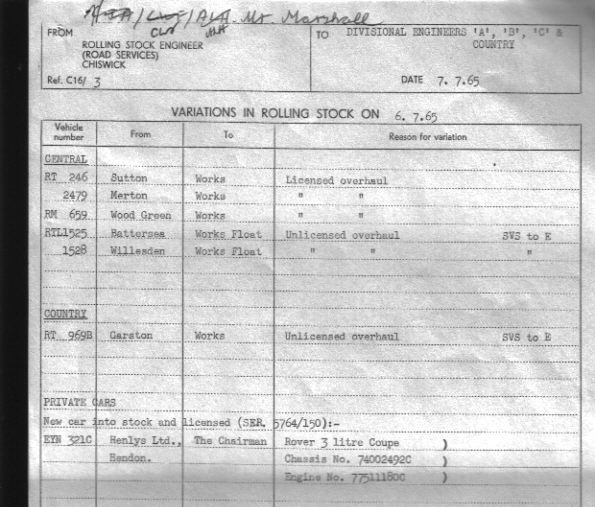 Mr Marshall
FROM
ROLLING STOCK ENGINEER
(ROAD SERVICES)
CHISWICK
Ref. C16/ 3
TO DIVISIONAL ENGINEERS 'A', 'B', 'C' &
COUNTRY
DATE 7. 7.65
VARIATIONS IN ROLLING STOCK ON 6. 7.65
Vehicle number From To Reason for variation
CENTRAL
RT 246 Sutton Works Licensed overhaul
2479 Merton Works " "
RM 659 Wood Green Works " "
RTL1525 Battersea Works Float Unlicensed overhaul SVS to E
1528 Willesden Works Float " " "
COUNTRY
RT 969B Garston Works Unlicensed overhaul SVS to E
PRIVATE CARS
New car into stock and licensed (SER. 5764/150):-
EYN 321C Henlys Ltd., The Chairman Rover 3 litre Coupe )
Hendon. Chassis No. 74002492C )
Engine No. 77511180C )